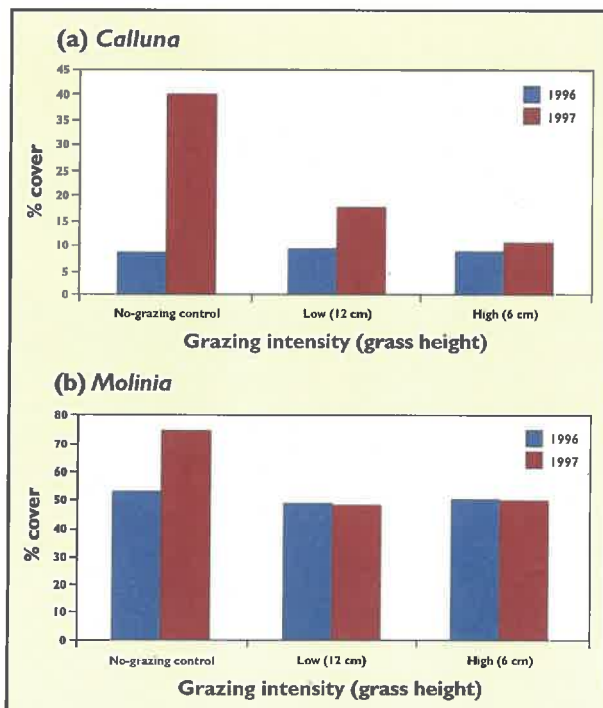 (a) Calluna
45
40
35
30
25
20
15
10
5
0
% cover
1996
1997
No-grazing control Low (12 cm) High (6 cm)
Grazing intensity (grass height)
(b) Molinia
80
70
60
50
40
30
20
10
0
% cover
1996
1997
No-grazing control Low (12 cm) High (6 cm)
Grazing intensity (grass height)